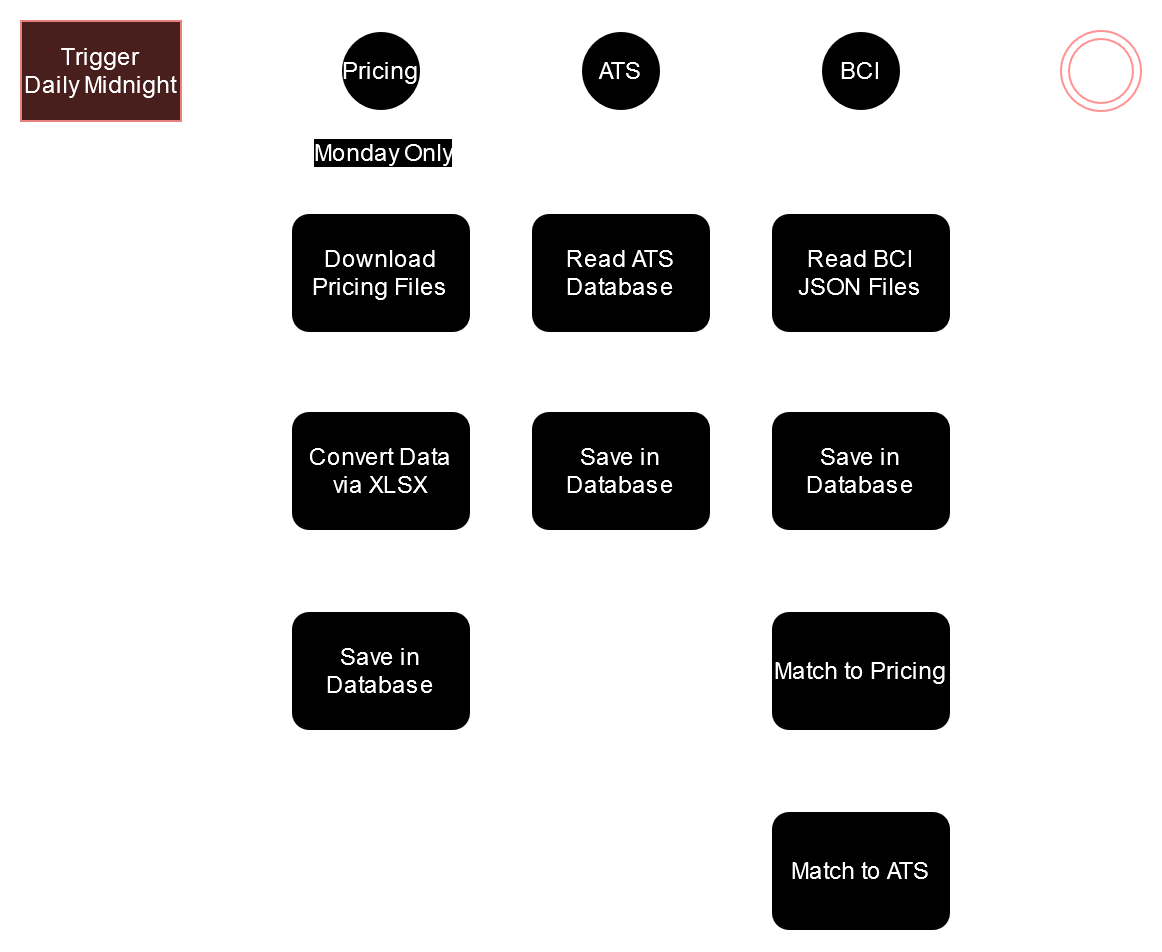 Trigger
Daily Midnight
Pricing
ATS
BCI
Monday Only
Download
Pricing Files
Read ATS
Database
Read BCI
JSON Files
Convert Data
via XLSX
Save in
Database
Save in
Database
Save in
Database
Match to Pricing
Match to ATS